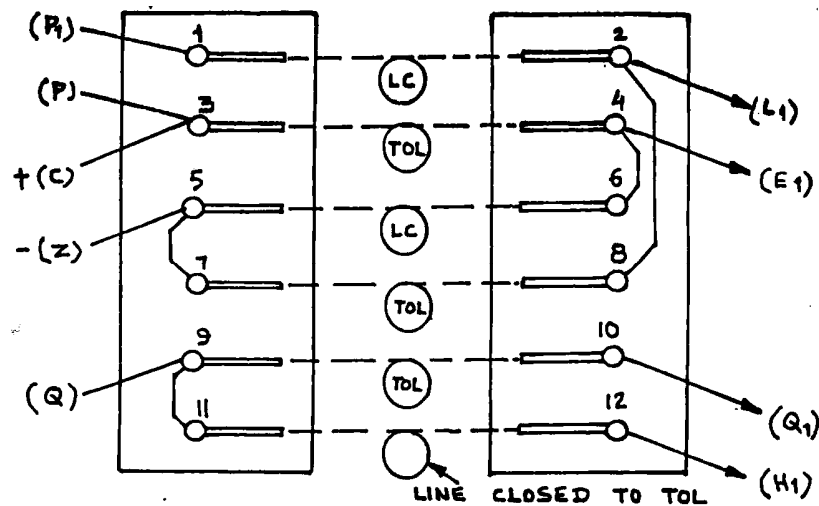 (P1) 1 2
LC
(P) 3 4 (L1)
TOL
+(C) 5 6 (E1)
LC
-(Z) 7 8
TOL
9 10
(Q) TOL
11 12 (Q1)
(H1)
LINE CLOSED TO TOL